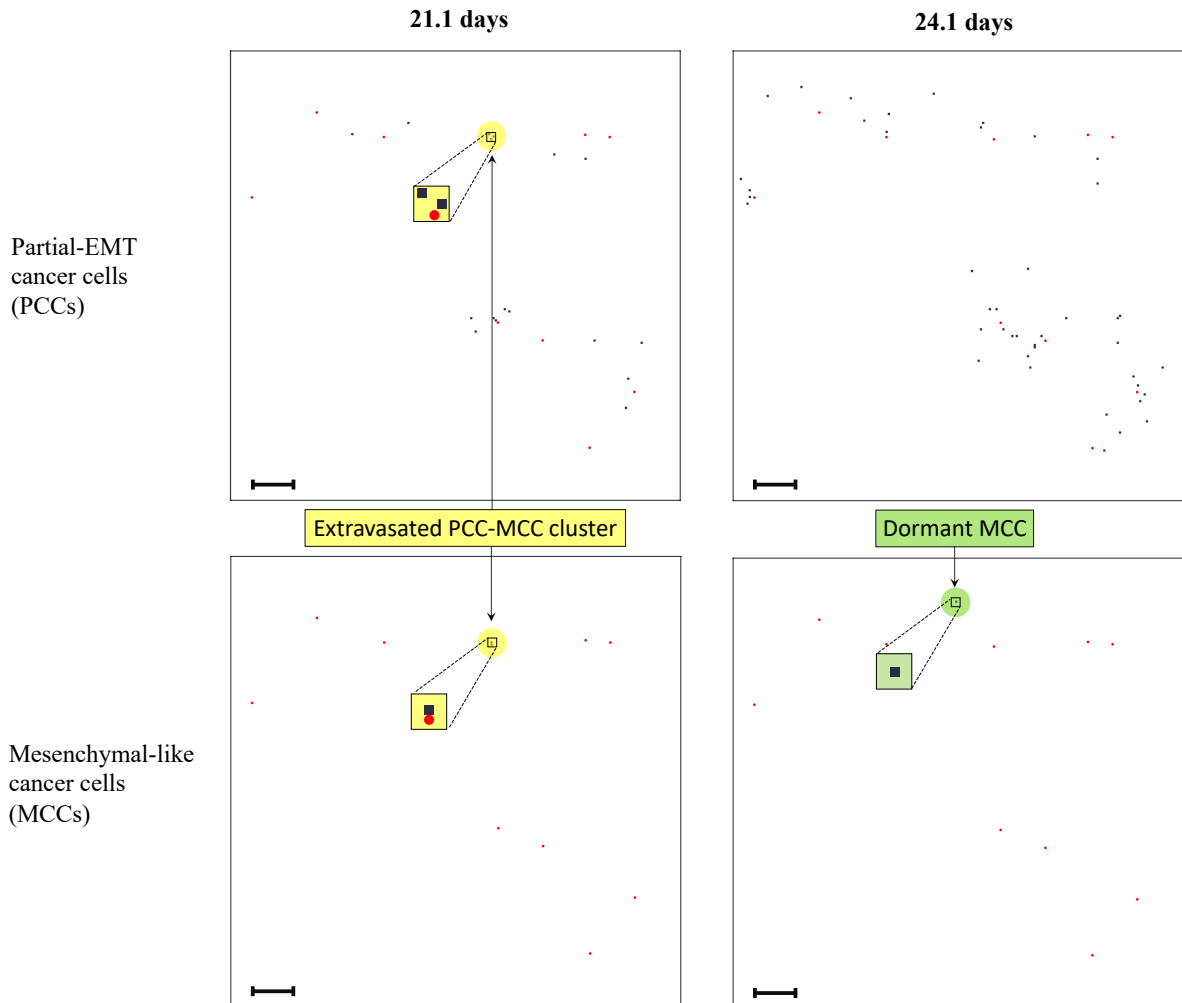 21.1 days
24.1 days
Partial-EMT
cancer cells
(PCCs)
Extravasated PCC-MCC cluster
Dormant MCC
Mesenchymal-like
cancer cells
(MCCs)